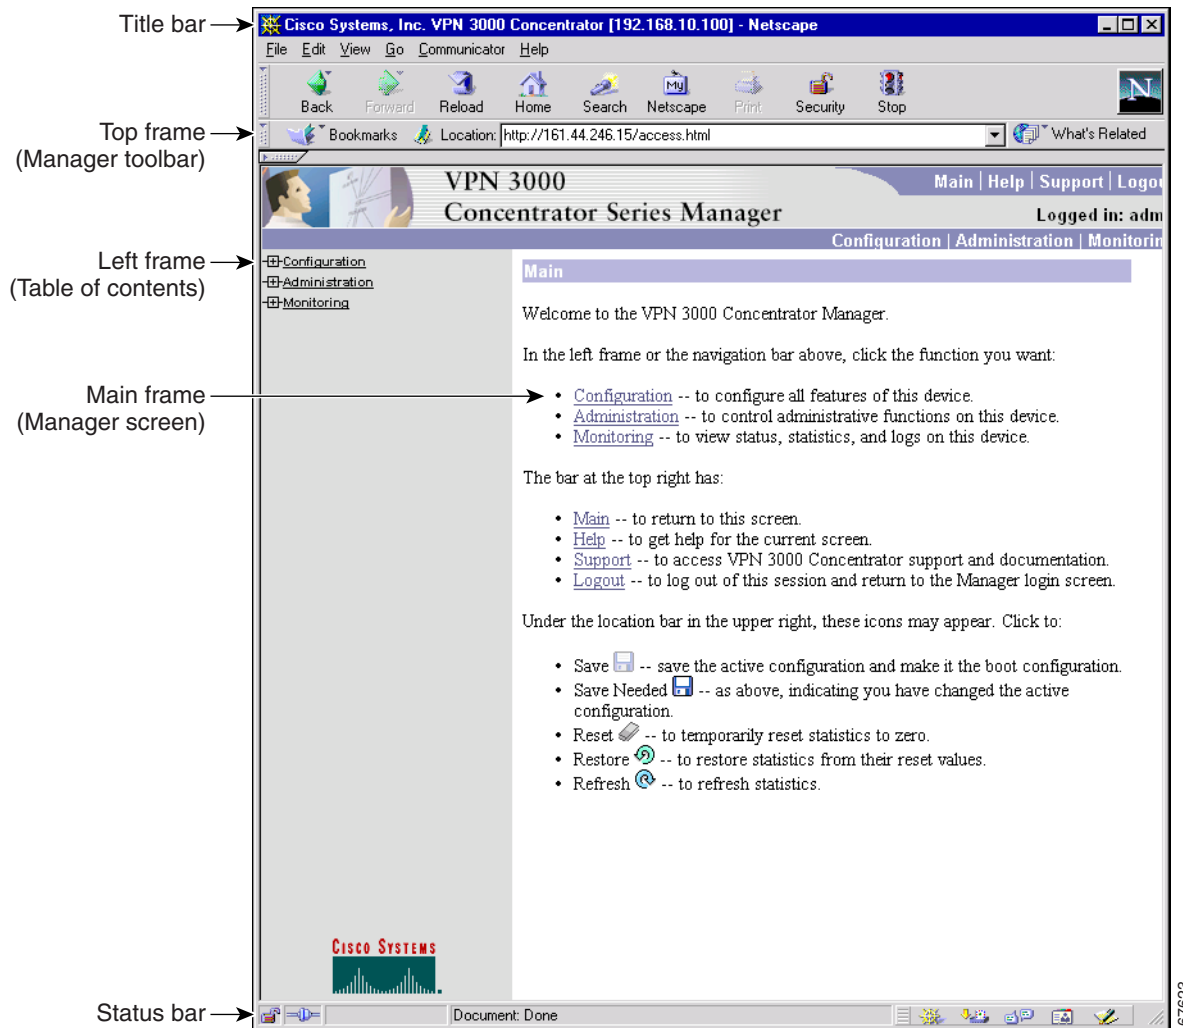 Title bar
Cisco Systems, Inc. VPN 3000 Concentrator [192.168.10.100] - Netscape
File Edit View Go Communicator Help
Back Forward Reload Home Search Netscape Print Security Stop
My
N
Top frame
(Manager toolbar)
Bookmarks Location: http://161.44.246.15/access.html What's Related
VPN 3000
Concentrator Series Manager
Main | Help | Support | Logou
Logged in: adm
Configuration | Administration | Monitorin
Left frame
(Table of contents)
Configuration
Administration
Monitoring
Main
Welcome to the VPN 3000 Concentrator Manager.
In the left frame or the navigation bar above, click the function you want:
Main frame
(Manager screen)
• Configuration -- to configure all features of this device.
• Administration -- to control administrative functions on this device.
• Monitoring -- to view status, statistics, and logs on this device.
The bar at the top right has:
• Main -- to return to this screen.
• Help -- to get help for the current screen.
• Support -- to access VPN 3000 Concentrator support and documentation.
• Logout -- to log out of this session and return to the Manager login screen.
Under the location bar in the upper right, these icons may appear. Click to:
• Save -- save the active configuration and make it the boot configuration.
• Save Needed -- as above, indicating you have changed the active
configuration.
• Reset -- to temporarily reset statistics to zero.
• Restore -- to restore statistics from their reset values.
• Refresh -- to refresh statistics.
CISCO SYSTEMS
Status bar
Document: Done